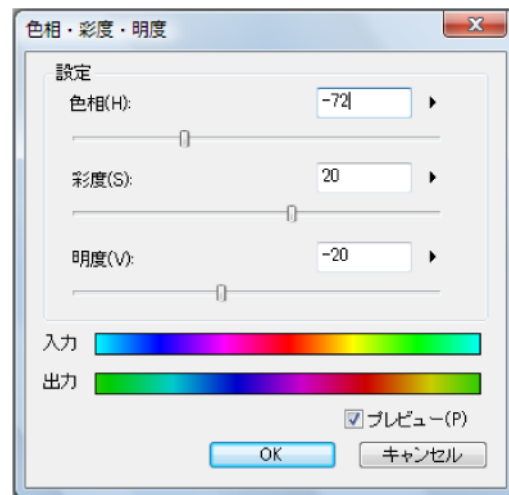 色相・彩度・明度
設定
色相(H):
-72
彩度(S):
20
明度(V):
-20
入力
出力
プレビュー(P)
OK
キャンセル